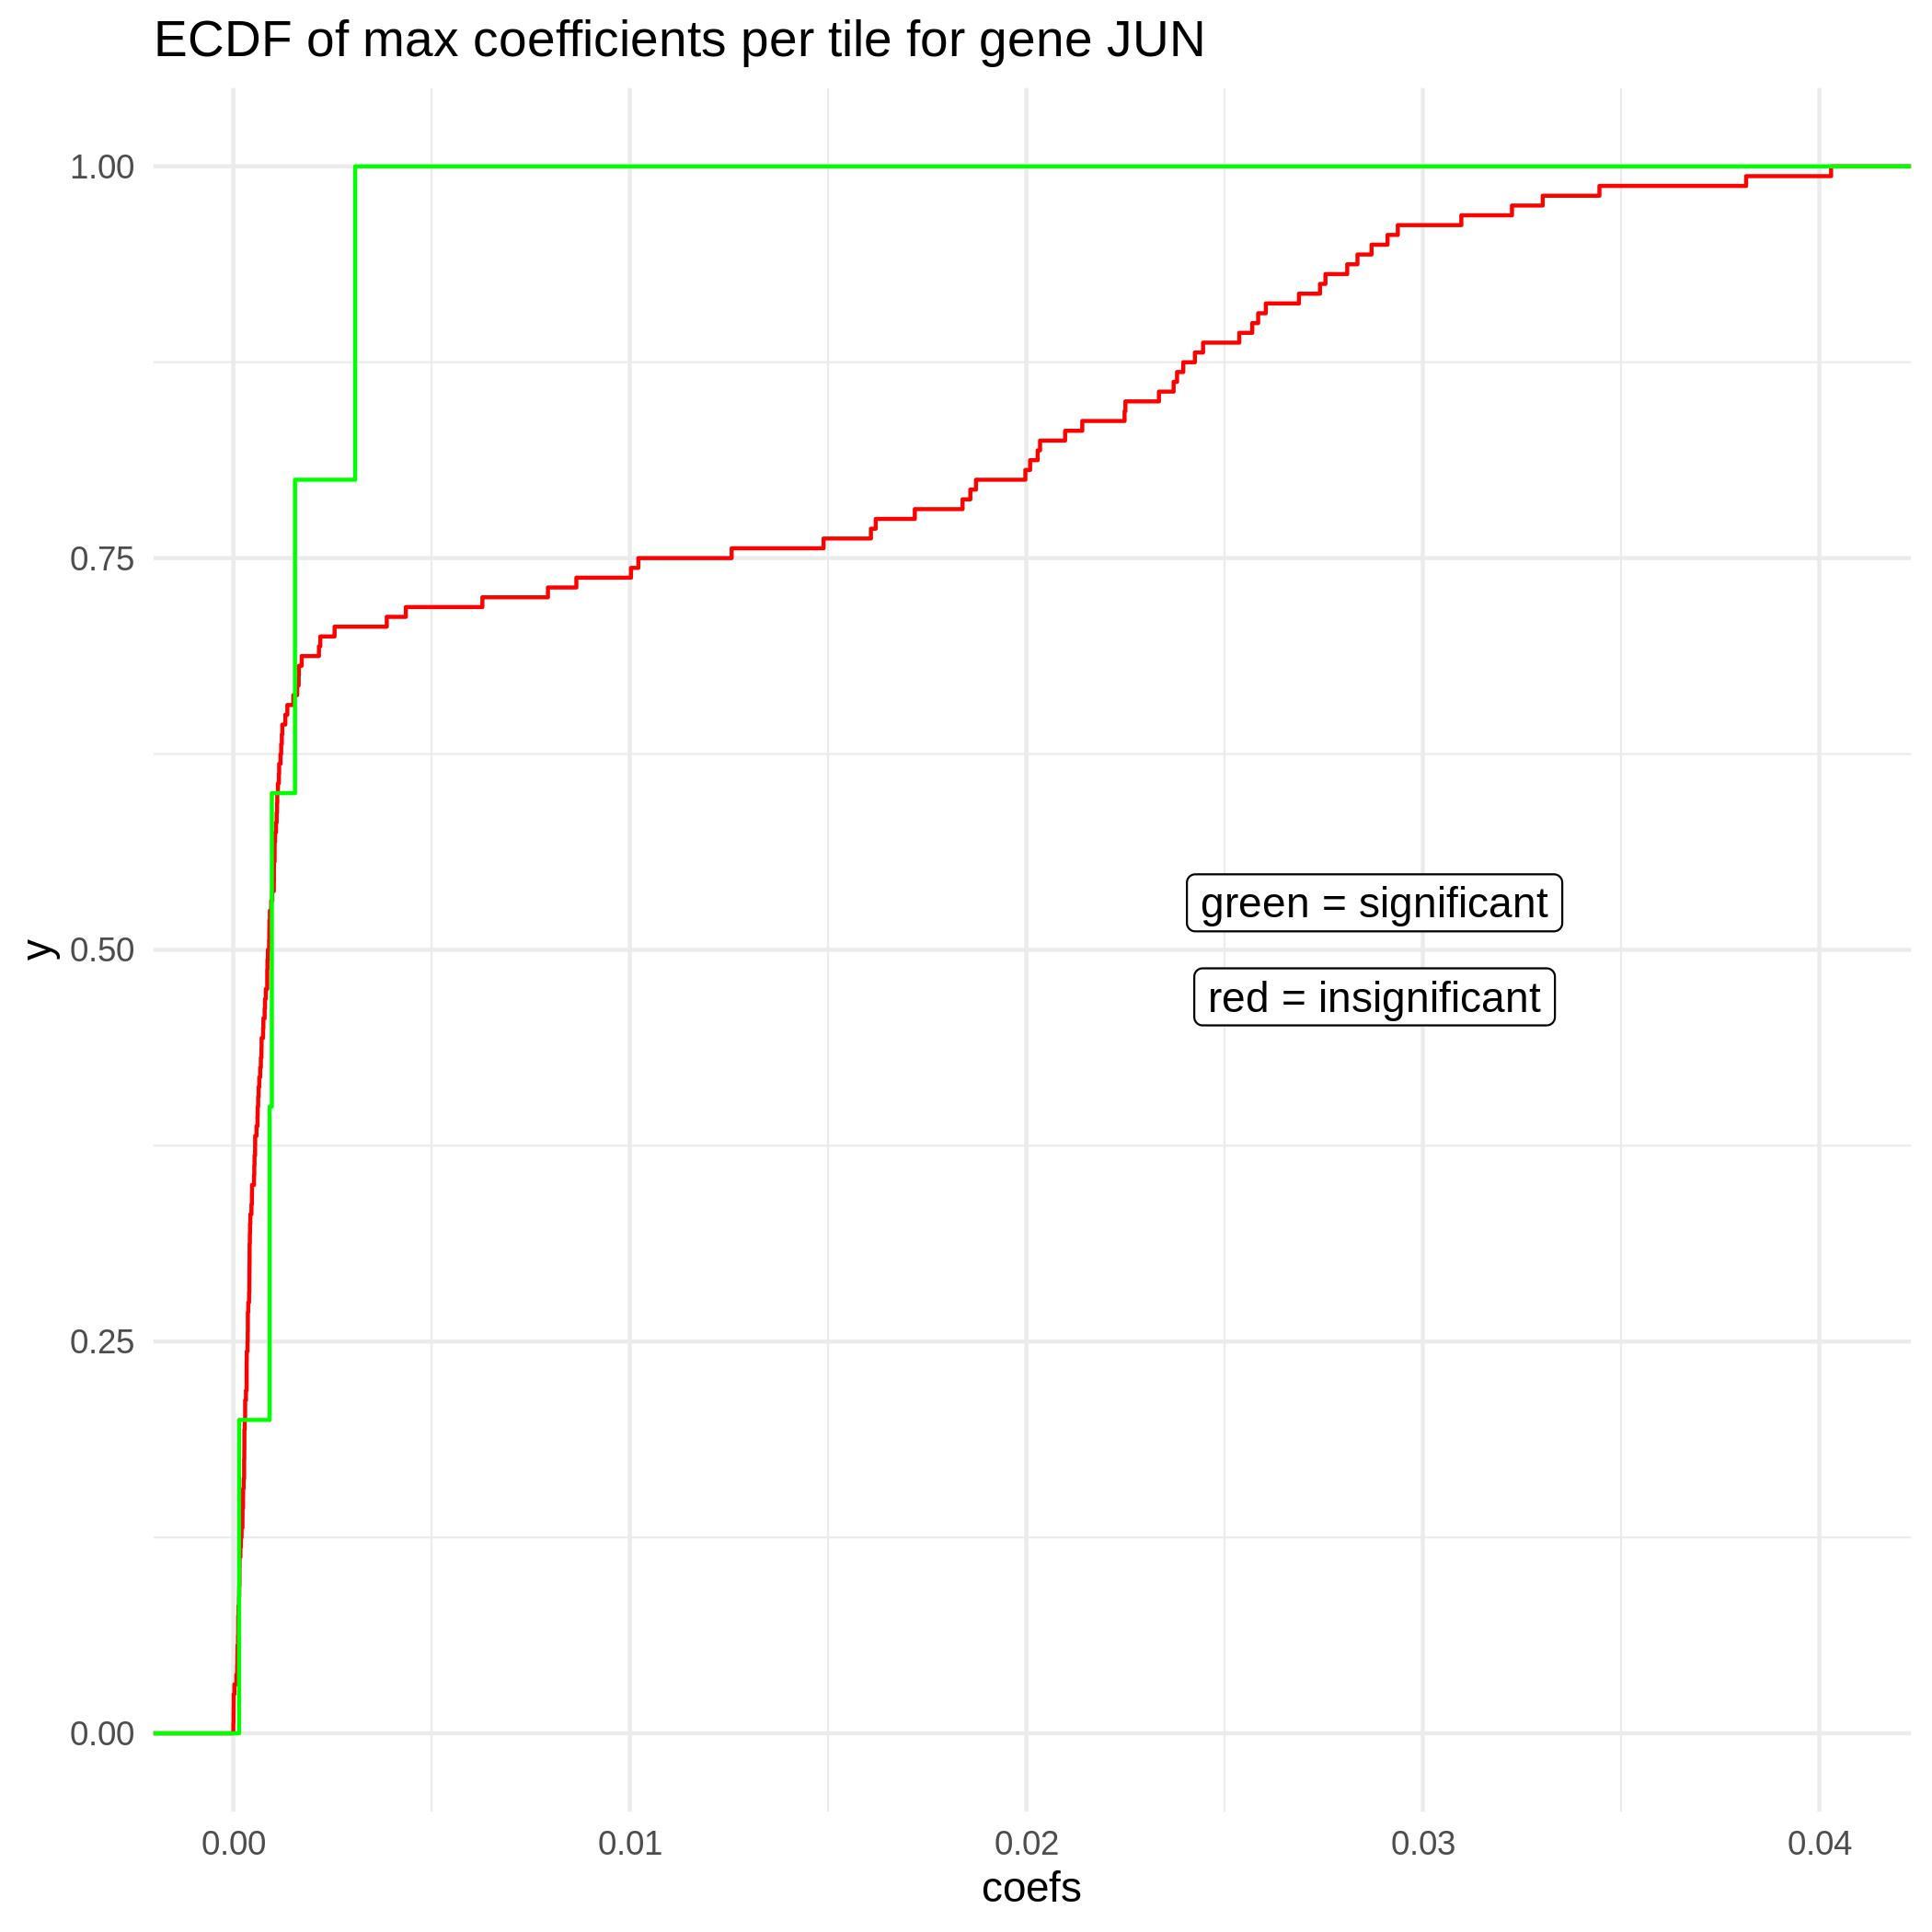 ECDF of max coefficients per tile for gene JUN
1.00
0.75
0.50
0.25
0.00
y
green = significant
red = insignificant
0.00 0.01 0.02 0.03 0.04
coefs